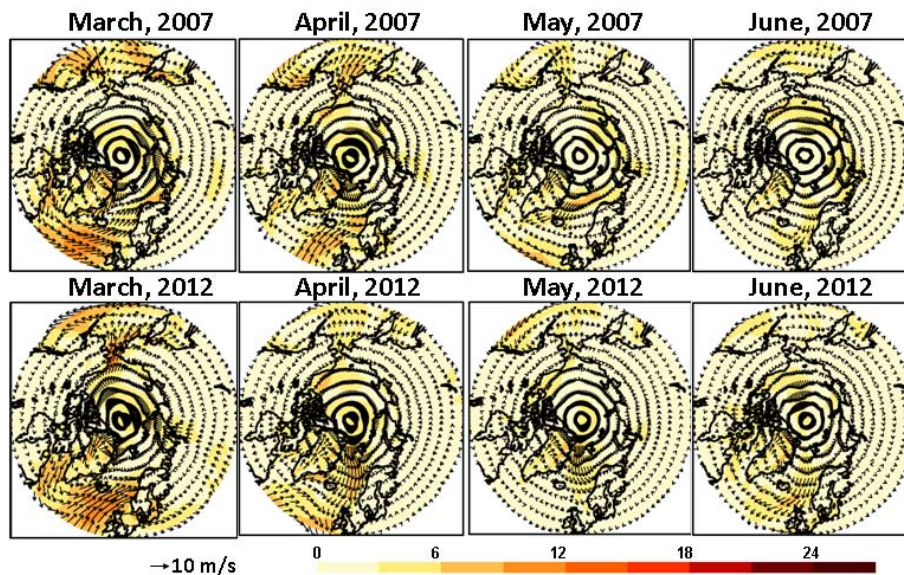 March, 2007 April, 2007 May, 2007 June, 2007
March, 2012 April, 2012 May, 2012 June, 2012
0 6 12 18 24
→10 m/s